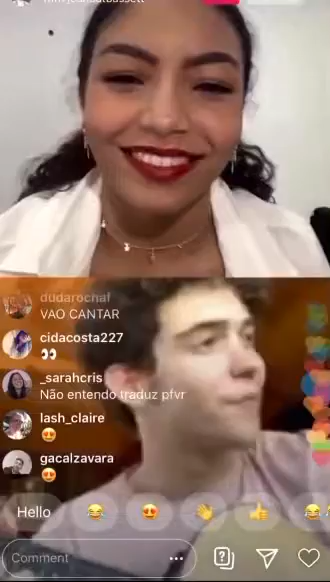 dudarochaf
VAO CANTAR
cidacosta227
👀
_sarahcris
Não entendo traduz pfvr
lash_claire
😍
gacalzavara
😍
Hello 😂 😍 👋 👍 😂
Comment